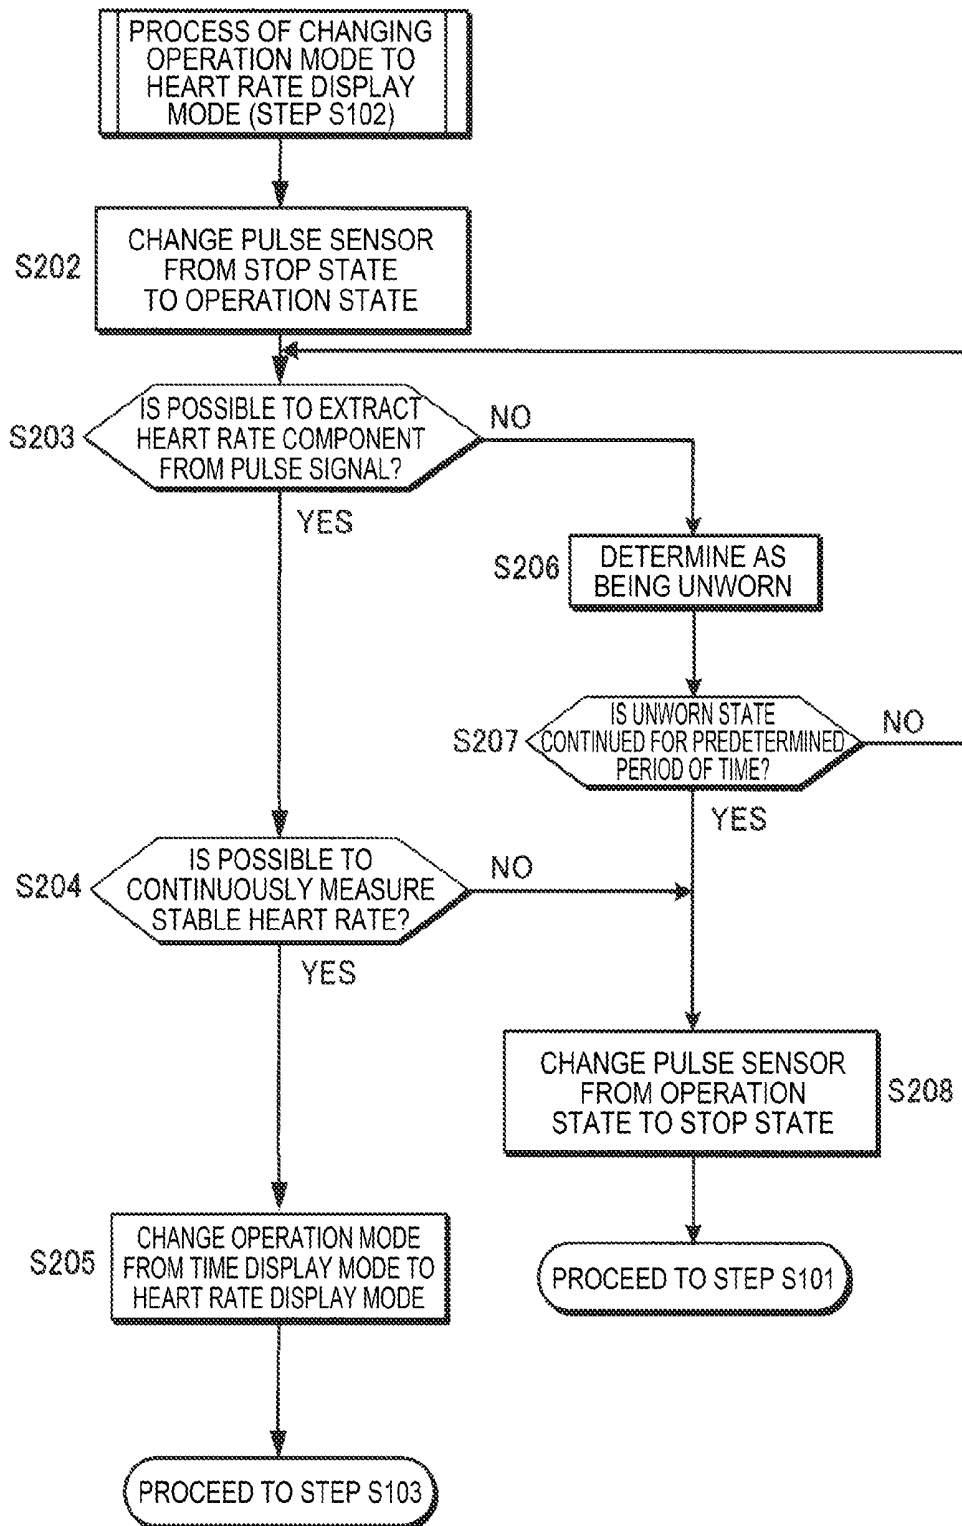 PROCESS OF CHANGING
OPERATION MODE TO
HEART RATE DISPLAY
MODE (STEP S102)
S202
CHANGE PULSE SENSOR
FROM STOP STATE
TO OPERATION STATE
S203
IS POSSIBLE TO EXTRACT
HEART RATE COMPONENT
FROM PULSE SIGNAL?
NO
YES
S206
DETERMINE AS
BEING UNWORN
S207
IS UNWORN STATE
CONTINUED FOR PREDETERMINED
PERIOD OF TIME?
NO
YES
S204
IS POSSIBLE TO
CONTINUOUSLY MEASURE
STABLE HEART RATE?
NO
YES
CHANGE PULSE SENSOR
FROM OPERATION
STATE TO STOP STATE
S208
S205
CHANGE OPERATION MODE
FROM TIME DISPLAY MODE TO
HEART RATE DISPLAY MODE
PROCEED TO STEP S101
PROCEED TO STEP S103